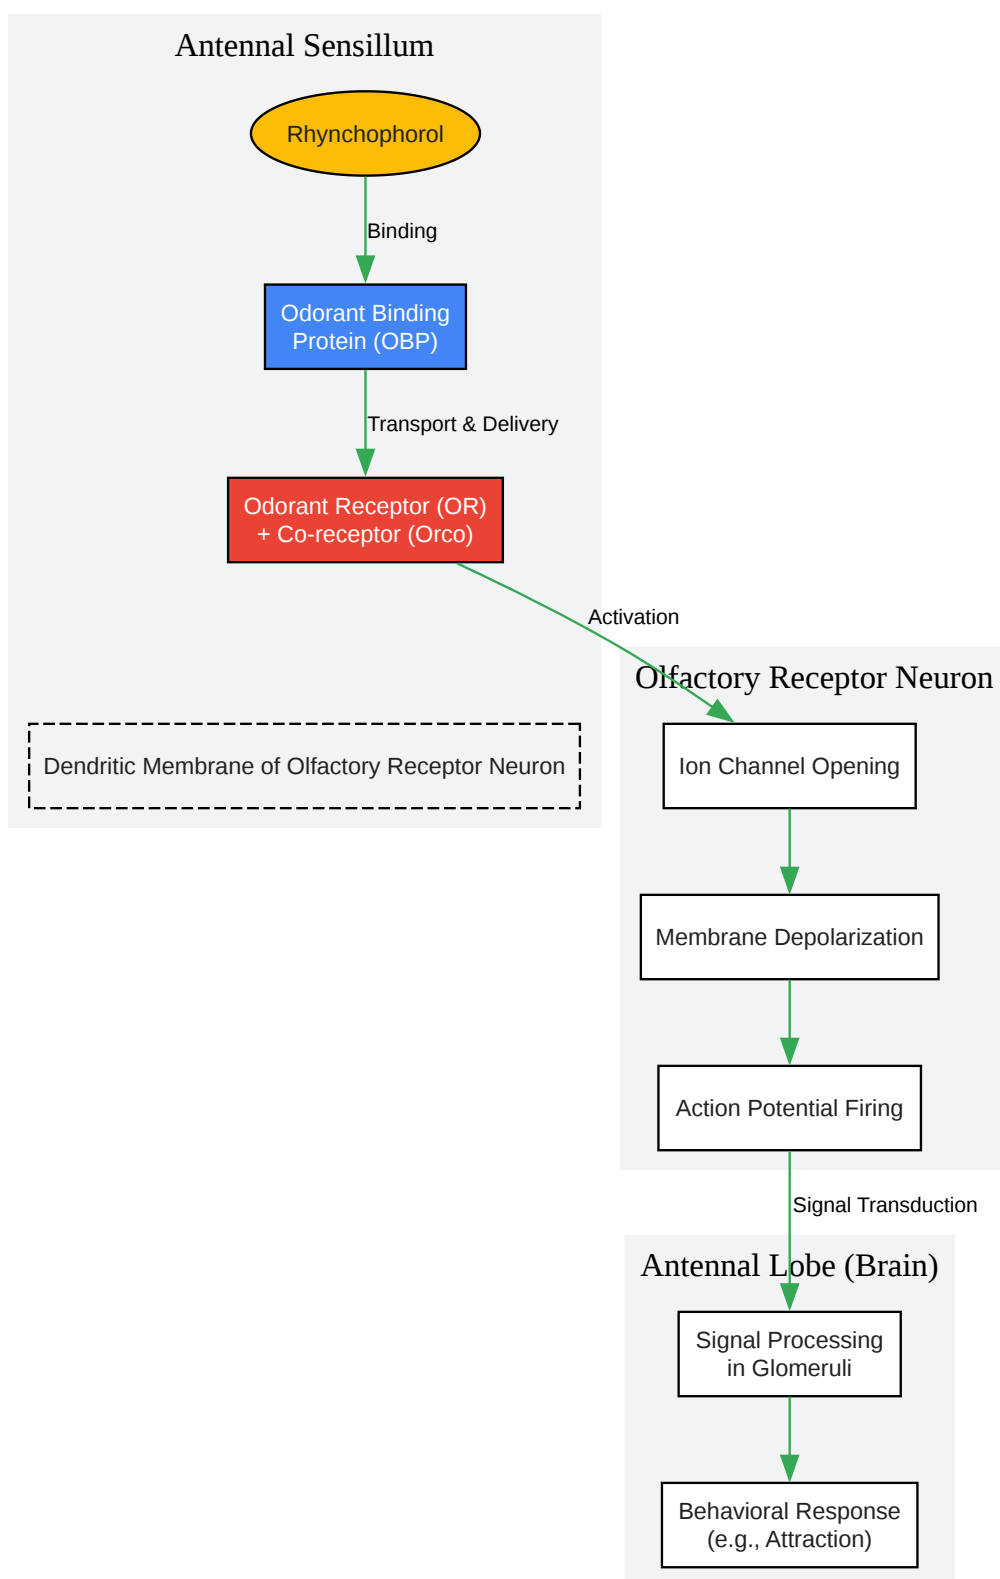 Antennal Sensillum
Rhynchophorol
Binding
Odorant Binding
Protein (OBP)
Transport & Delivery
Odorant Receptor (OR)
+ Co-receptor (Orco)
Activation
Olfactory Receptor Neuron
Dendritic Membrane of Olfactory Receptor Neuron
Ion Channel Opening
Membrane Depolarization
Action Potential Firing
Signal Transduction
Antennal Lobe (Brain)
Signal Processing
in Glomeruli
Behavioral Response
(e.g., Attraction)